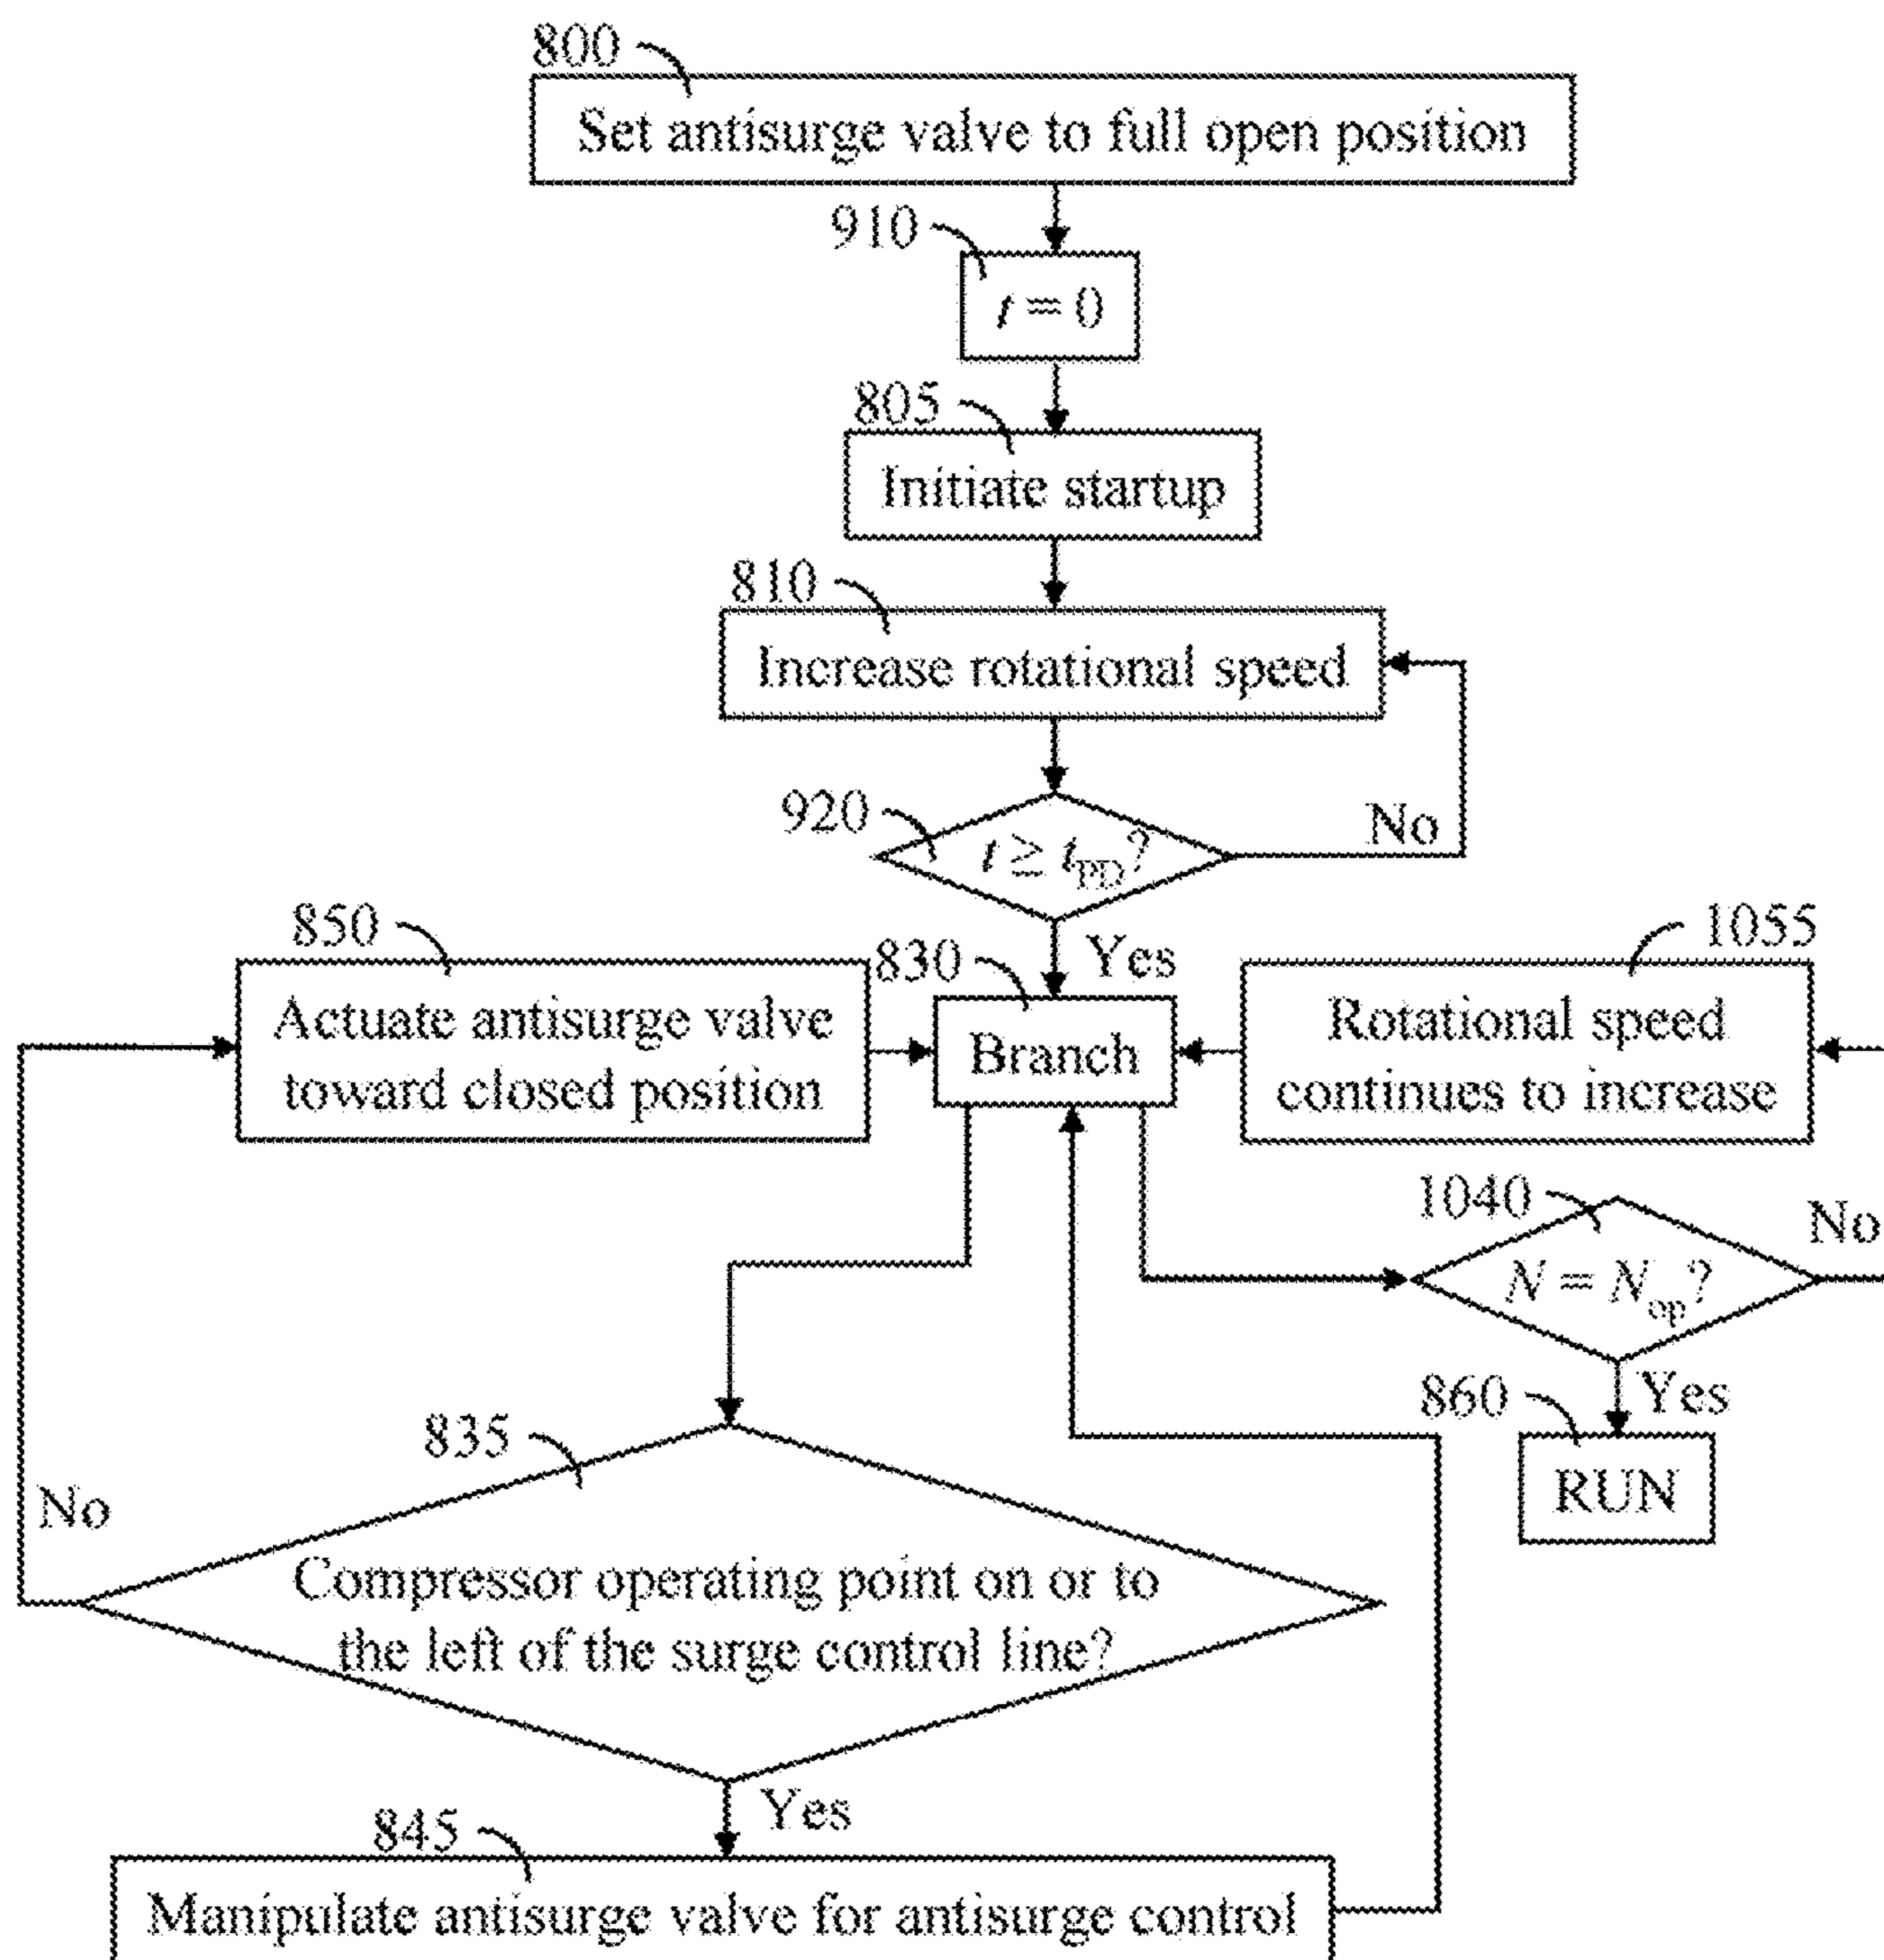 800
Set antisurge valve to full open position
910
t = 0
805
Initiate startup
810
Increase rotational speed
920
t ≥ tPD?
No
Yes
850
Actuate antisurge valve
toward closed position
830
Branch
1055
Rotational speed
continues to increase
1040
N = Nop?
No
Yes
860
RUN
835
Compressor operating point on or to
the left of the surge control line?
No
Yes
845
Manipulate antisurge valve for antisurge control